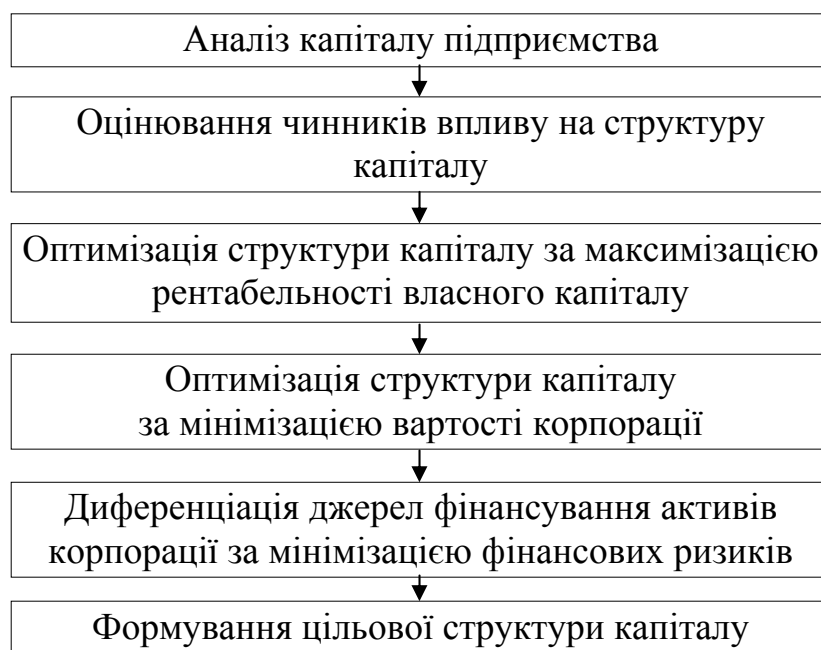 Аналіз капіталу підприємства
Оцінювання чинників впливу на структуру
капіталу
Оптимізація структури капіталу за максимізацією
рентабельності власного капіталу
Оптимізація структури капіталу
за мінімізацією вартості корпорації
Диференціація джерел фінансування активів
корпорації за мінімізацією фінансових ризиків
Формування цільової структури капіталу